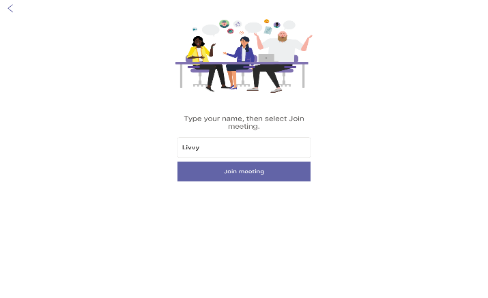 Type your name, then select Join
meeting.
Livvy
Join meeting